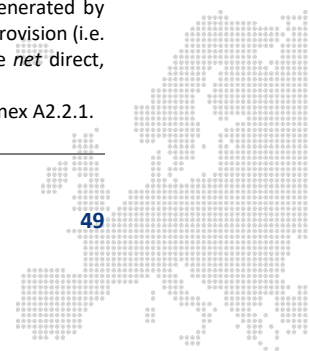 enerated by
rovision (i.e.
e net direct,
nex A2.2.1.
49